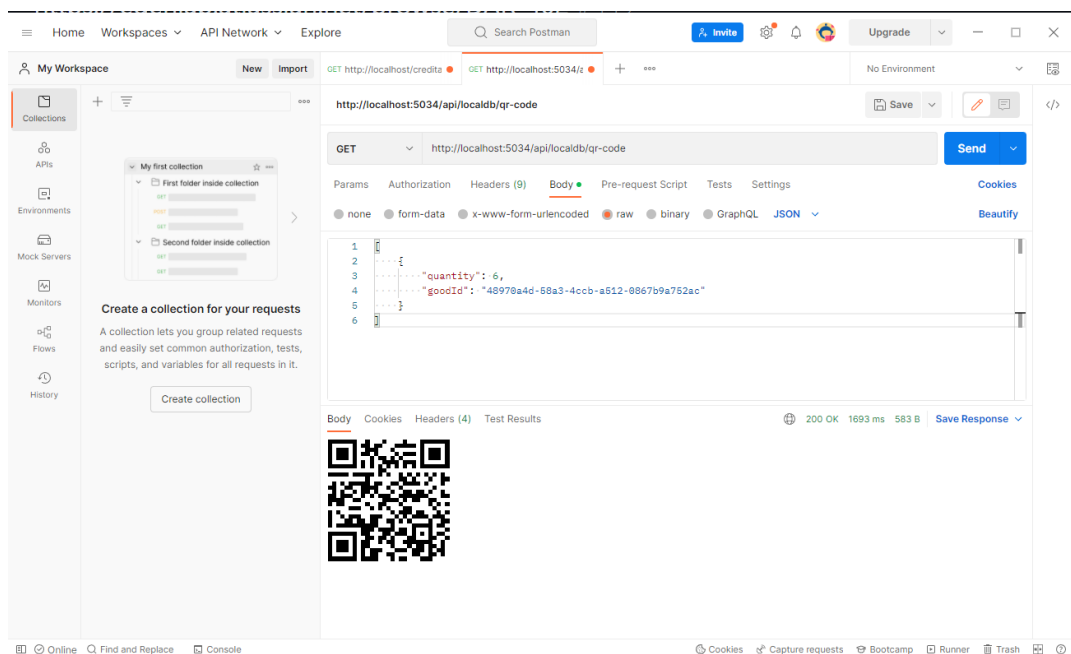 Home Workspaces API Network Explore Search Postman Invite Upgrade
My Workspace New Import GET http://localhost/credita GET http://localhost:5034/a No Environment
Collections
APIs
Environments
Mock Servers
Monitors
Flows
History
My first collection
First folder inside collection
GET
POST
GET
Second folder inside collection
GET
GET
Create a collection for your requests
A collection lets you group related requests
and easily set common authorization, tests,
scripts, and variables for all requests in it.
Create collection
http://localhost:5034/api/localdb/qr-code Save
GET http://localhost:5034/api/localdb/qr-code Send
Params Authorization Headers (9) Body Pre-request Script Tests Settings Cookies
none form-data x-www-form-urlencoded raw binary GraphQL JSON Beautify
1 [
2 {
3 "quantity": 6,
4 "goodId": "48970a4d-58a3-4ccb-a512-0867b9a752ac"
5 }
6 ]
Body Cookies Headers (4) Test Results 200 OK 1693 ms 583 B Save Response
Online Find and Replace Console Cookies Capture requests Bootcamp Runner Trash